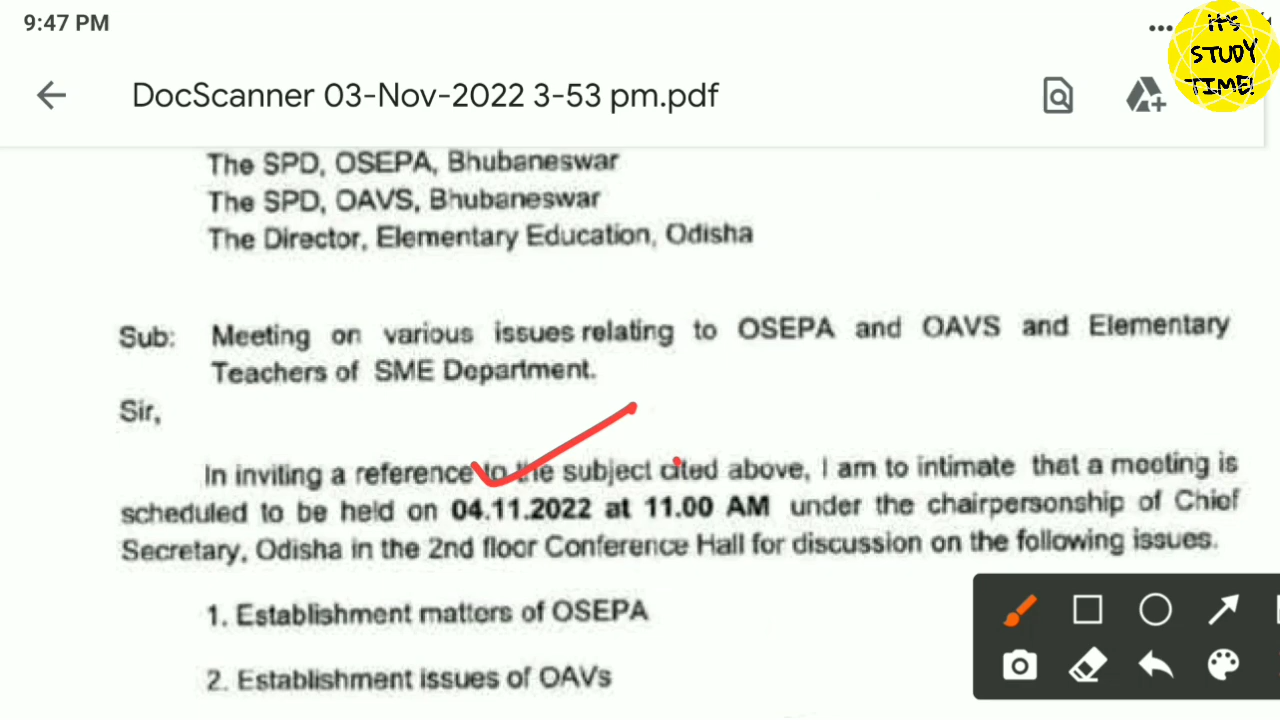 9:47 PM
IT'S
STUDY
TIME!
DocScanner 03-Nov-2022 3-53 pm.pdf
The SPD, OSEPA, Bhubaneswar
The SPD, OAVS, Bhubaneswar
The Director, Elementary Education, Odisha
Sub: Meeting on various issues relating to OSEPA and OAVS and Elementary
Teachers of SME Department.
Sir,
In inviting a reference to the subject cited above, I am to intimate that a meeting is
scheduled to be held on 04.11.2022 at 11.00 AM under the chairpersonship of Chief
Secretary, Odisha in the 2nd floor Conference Hall for discussion on the following issues.
1. Establishment matters of OSEPA
2. Establishment issues of OAVs